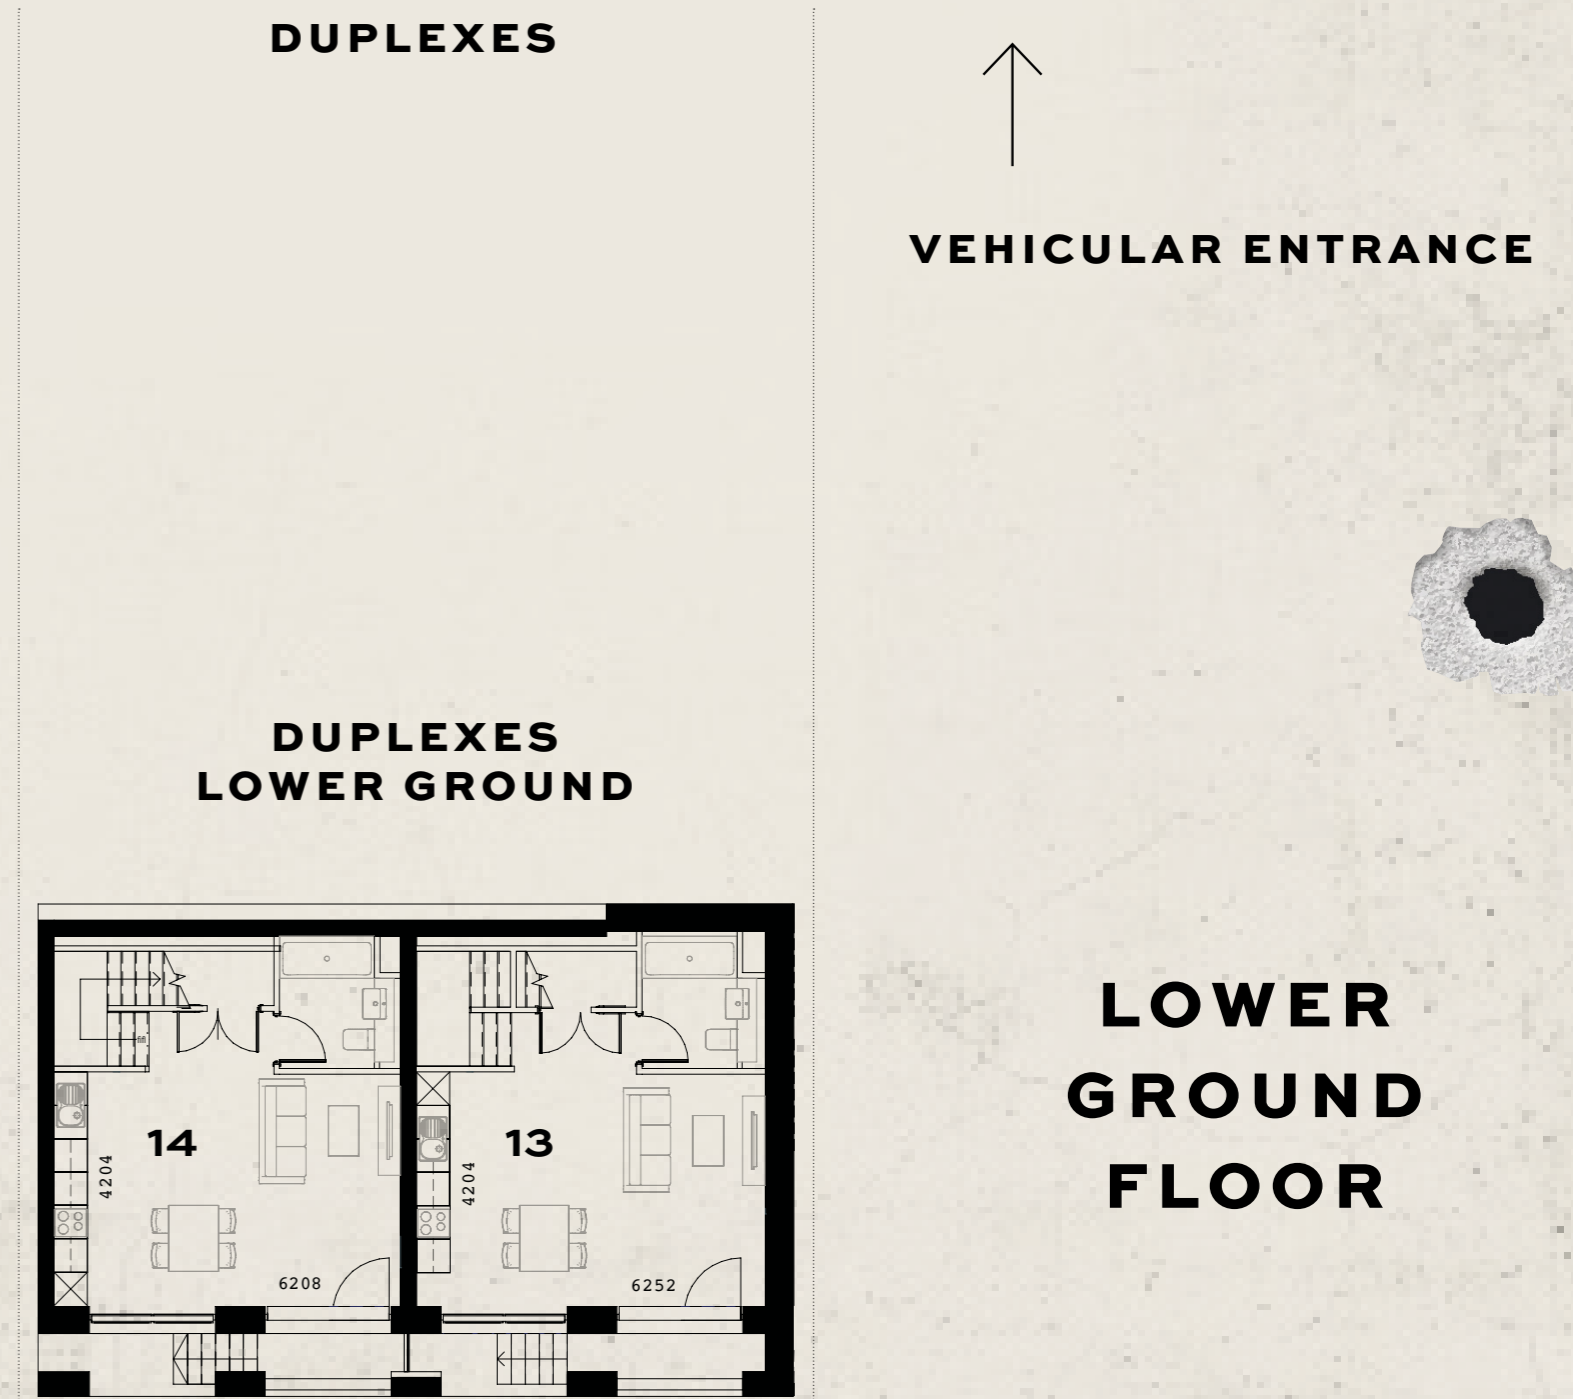 DUPLEXES
VEHICULAR ENTRANCE
DUPLEXES
LOWER GROUND
LOWER
GROUND
FLOOR
14
4204
6208
13
4204
6252